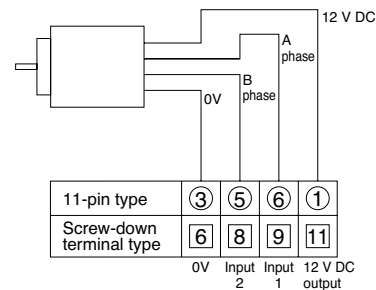 12 V DC
A
phase
B
phase
0V
11-pin type 3 5 6 1
Screw-down
terminal type 6 8 9 11
0V Input Input 12 V DC
2 1 output